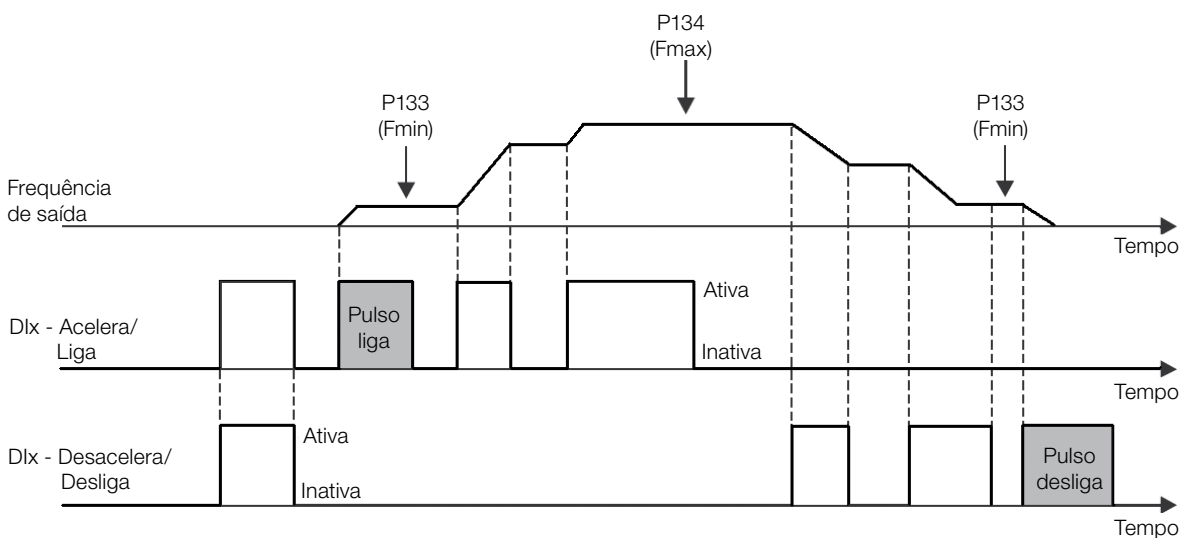 P134
(Fmax)
P133
(Fmin)
P133
(Fmin)
Frequência
de saída
Tempo
DIx - Acelera/
Liga
Pulso
liga
Ativa
Inativa
Tempo
DIx - Desacelera/
Desliga
Ativa
Inativa
Pulso
desliga
Tempo